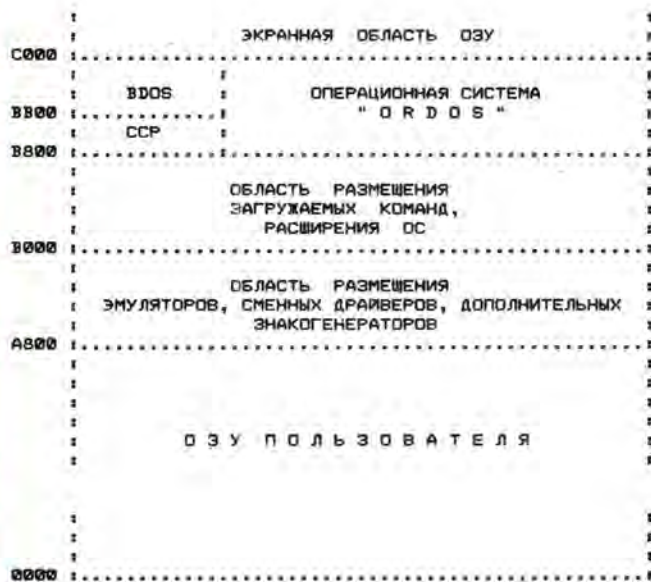 ЭКРАННАЯ ОБЛАСТЬ ОЗУ
C000
BDOS ОПЕРАЦИОННАЯ СИСТЕМА
BB00 " O R D O S "
CCP
B800
ОБЛАСТЬ РАЗМЕЩЕНИЯ
ЗАГРУЖАЕМЫХ КОМАНД,
РАСШИРЕНИЯ ОС
B000
ОБЛАСТЬ РАЗМЕЩЕНИЯ
ЭМУЛЯТОРОВ, СМЕННЫХ ДРАЙВЕРОВ, ДОПОЛНИТЕЛЬНЫХ
ЗНАКОГЕНЕРАТОРОВ
A800
О З У П О Л Ь З О В А Т Е Л Я
0000